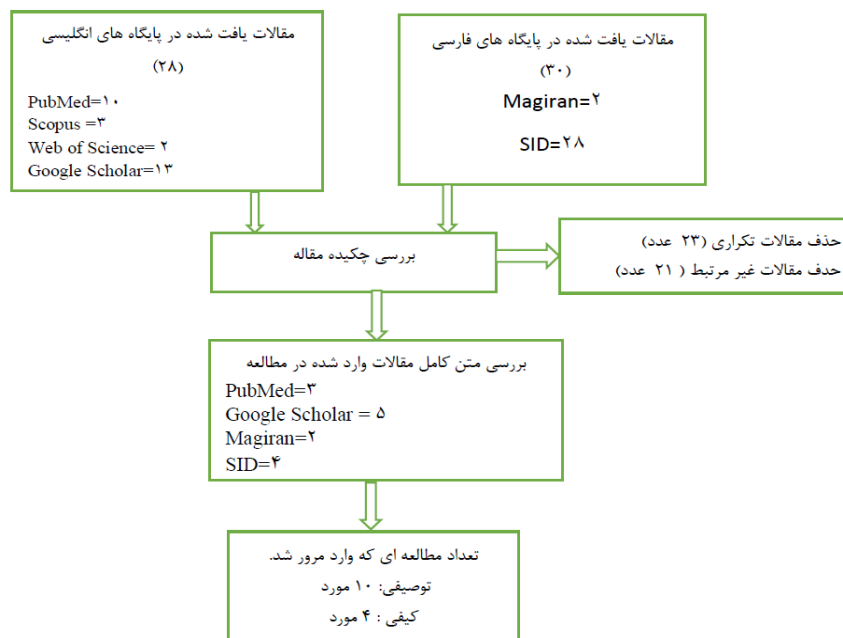 مقالات یافت شده در پایگاه های انگلیسی
(۲۸)
PubMed=۱۰
Scopus =۳
Web of Science= ۲
Google Scholar=۱۳
مقالات یافت شده در پایگاه های فارسی
(۳۰)
Magiran=۲
SID=۲۸
بررسی چکیده مقاله
حذف مقالات تکراری (۲۳ عدد)
حدف مقالات غیر مرتبط ( ۲۱ عدد)
بررسی متن کامل مقالات وارد شده در مطالعه
PubMed=۳
Google Scholar = ۵
Magiran=۲
SID=۴
تعداد مطالعه ای که وارد مرور شد.
توصیفی: ۱۰ مورد
کیفی : ۴ مورد